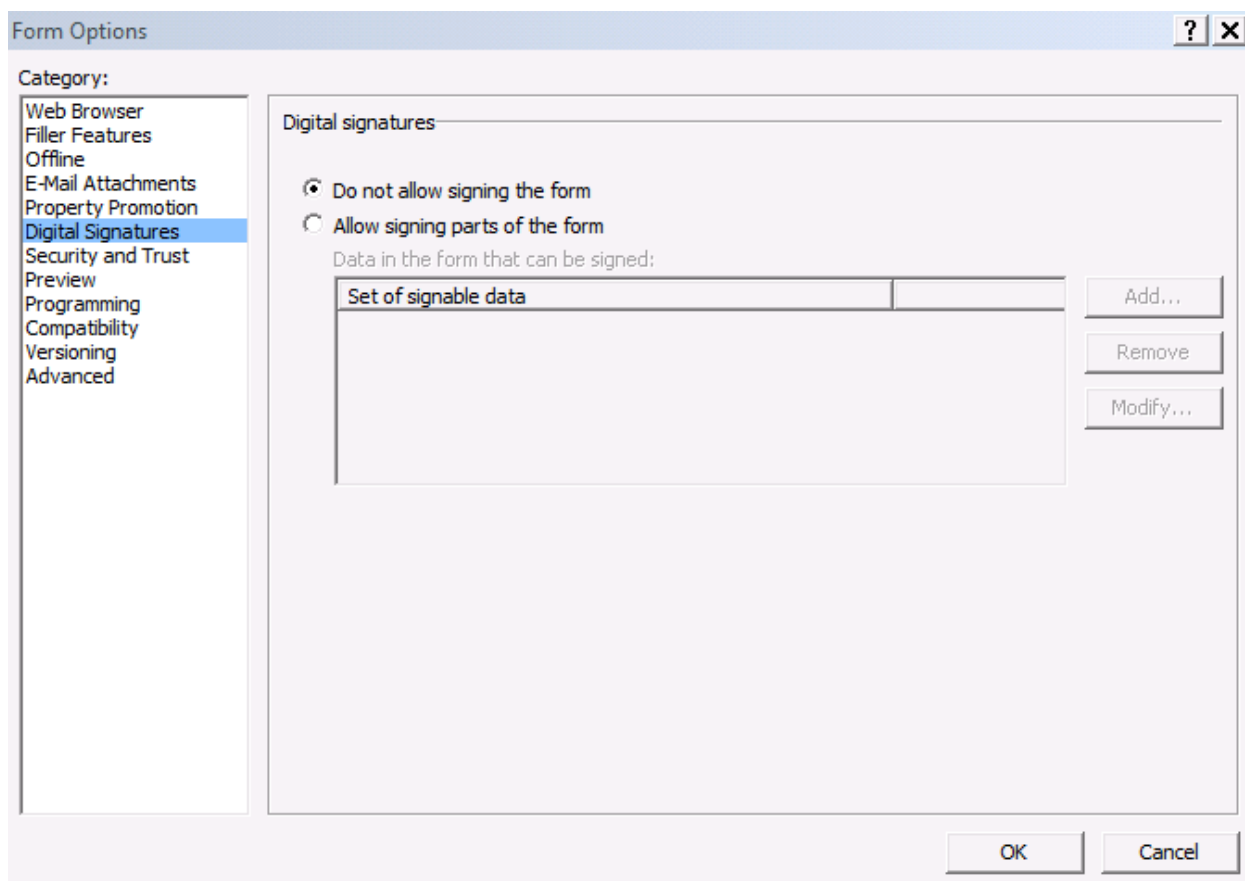 Form Options
Category:
Web Browser
Filler Features
Offline
E-Mail Attachments
Property Promotion
Digital Signatures
Security and Trust
Preview
Programming
Compatibility
Versioning
Advanced
Digital signatures
Do not allow signing the form
Allow signing parts of the form
Data in the form that can be signed:
Set of signable data
Add...
Remove
Modify...
OK
Cancel